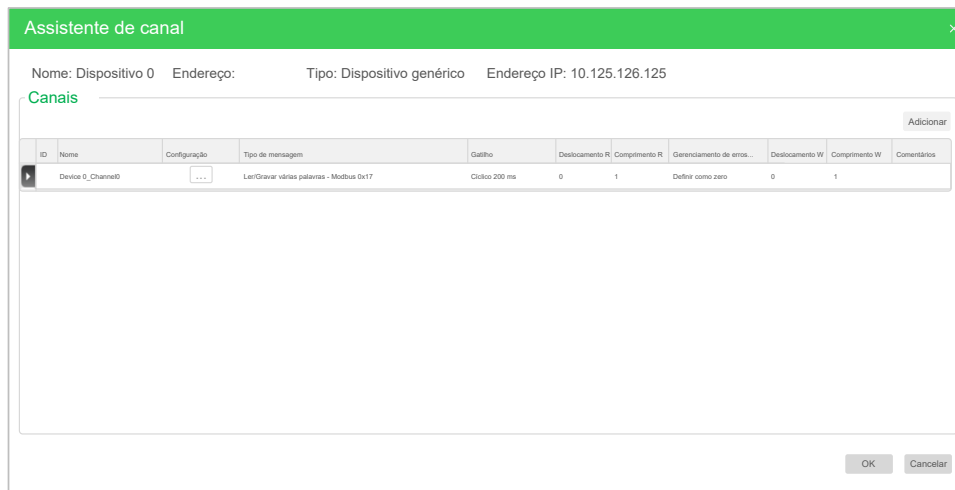 Assistente de canal ×
Nome: Dispositivo 0 Endereço: Tipo: Dispositivo genérico Endereço IP: 10.125.126.125
Canais
Adicionar
ID Nome Configuração Tipo de mensagem Gatilho Deslocamento R Comprimento R Gerenciamento de erros... Deslocamento W Comprimento W Comentários
Device 0_Channel0 ... Ler/Gravar várias palavras - Modbus 0x17 Cíclico 200 ms 0 1 Definir como zero 0 1
OK Cancelar